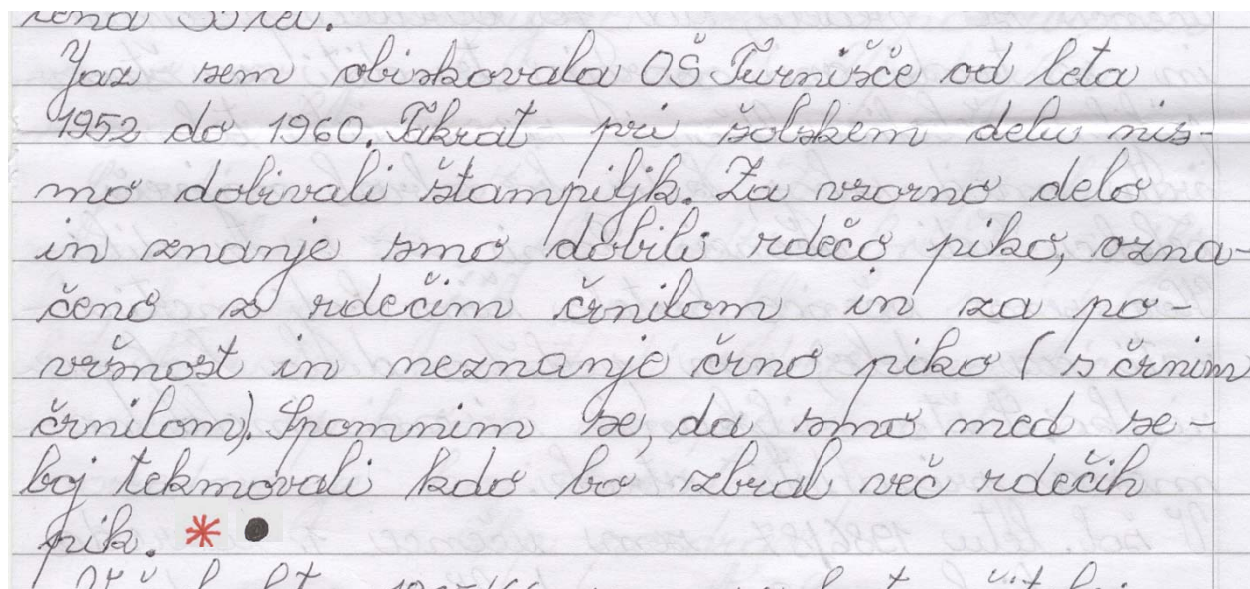 Jaz sem obiskovala OŠ Turnišče od leta
1952 do 1960. Takrat pri šolskem delu nis-
mo dobivali štampiljk. Za vzorno delo
in znanje smo dobili rdečo piko, ozna-
čeno z rdečim črnilom in za po-
vršnost in neznanje črno piko (s črnim
črnilom). Spomnim se, da smo med se-
boj tekmovali kdo bo zbral več rdečih
pik.